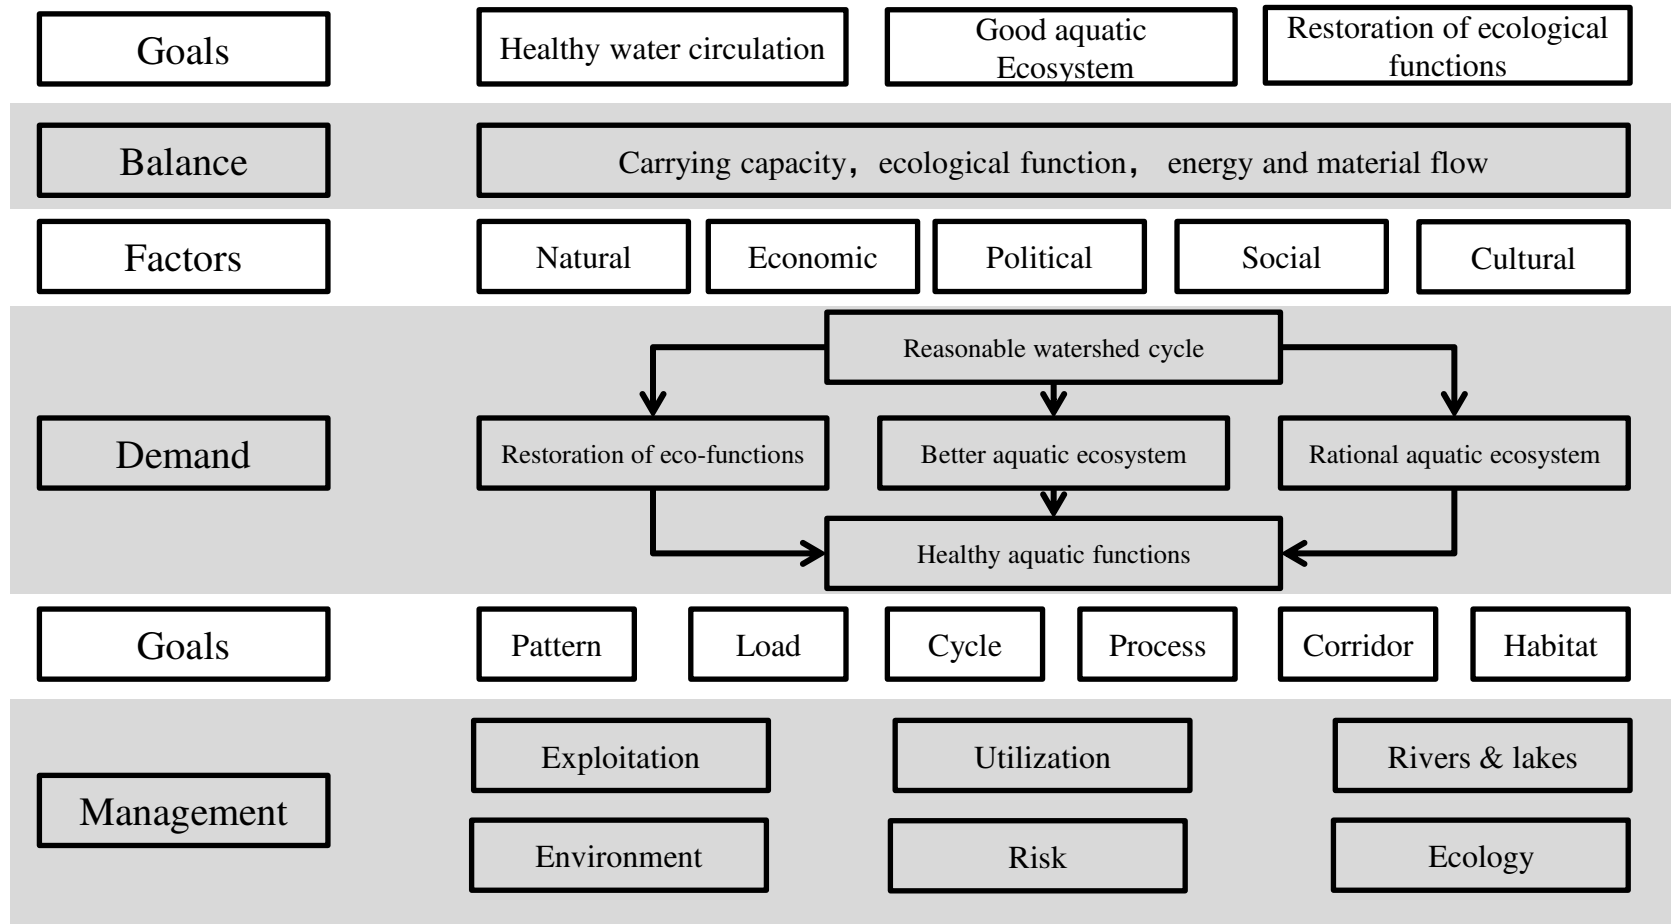 Goals
Healthy water circulation
Good aquatic
Ecosystem
Restoration of ecological
functions
Balance
Carrying capacity，ecological function， energy and material flow
Factors
Natural
Economic
Political
Social
Cultural
Demand
Reasonable watershed cycle
Restoration of eco-functions
Better aquatic ecosystem
Rational aquatic ecosystem
Healthy aquatic functions
Goals
Pattern
Load
Cycle
Process
Corridor
Habitat
Management
Exploitation
Utilization
Rivers & lakes
Environment
Risk
Ecology